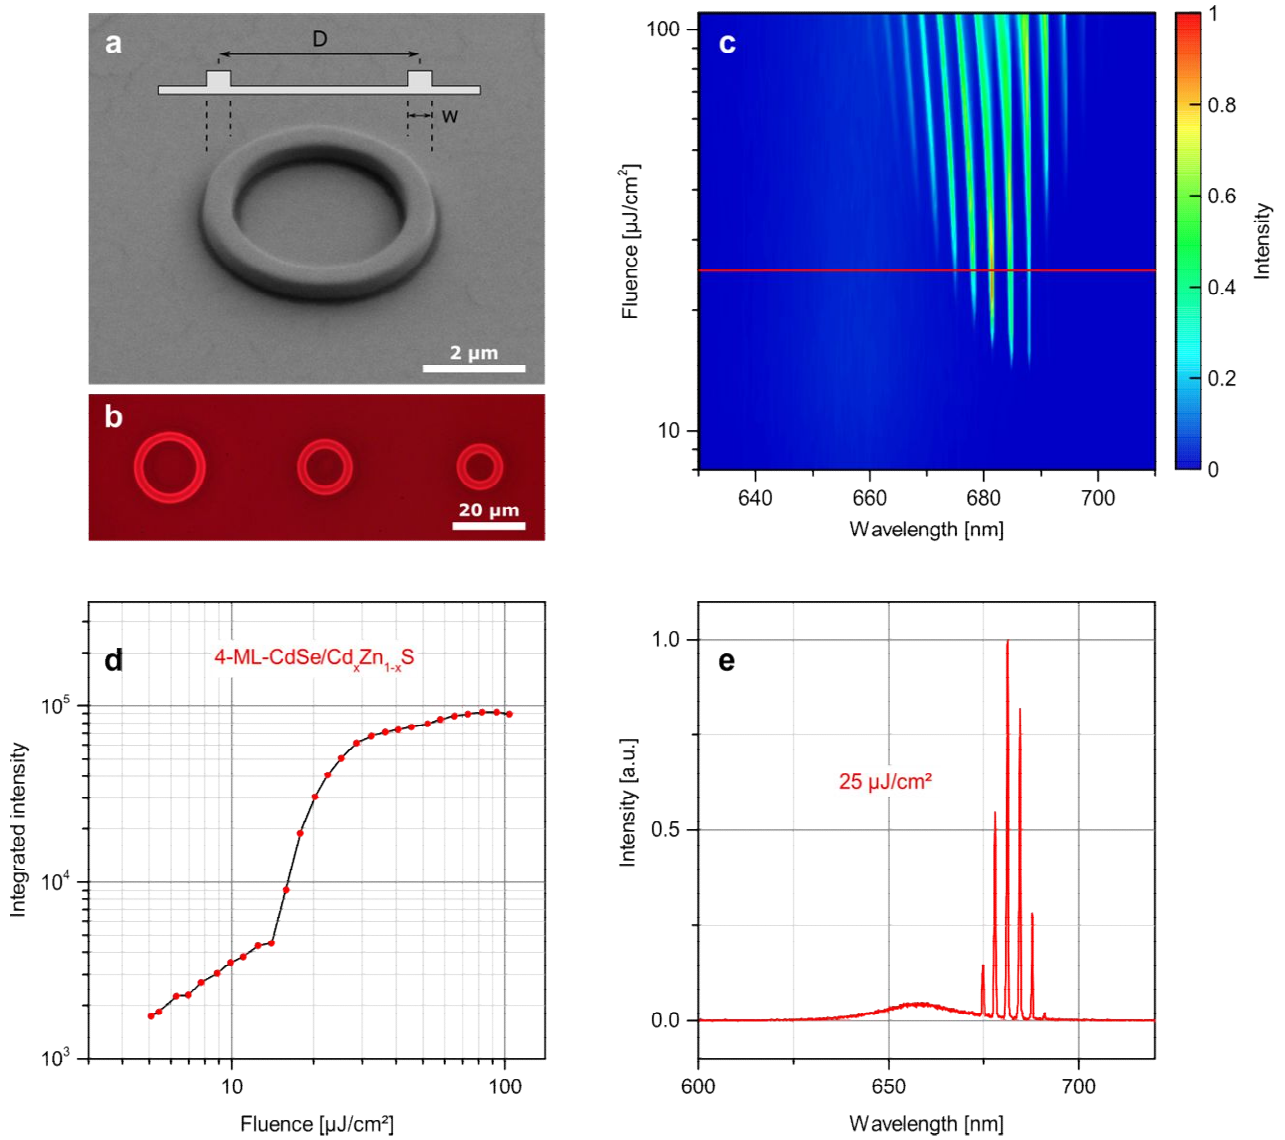 a
D
w
2 µm
b
20 µm
c
100
10
Fluence [µJ/cm²]
640 660 680 700
Wavelength [nm]
1
0.8
0.6
0.4
0.2
0
Intensity
d
4-ML-CdSe/CdxZn1-xS
10⁵
10⁴
10³
Integrated intensity
10 100
Fluence [µJ/cm²]
e
25 µJ/cm²
1.0
0.5
0.0
Intensity [a.u.]
600 650 700
Wavelength [nm]